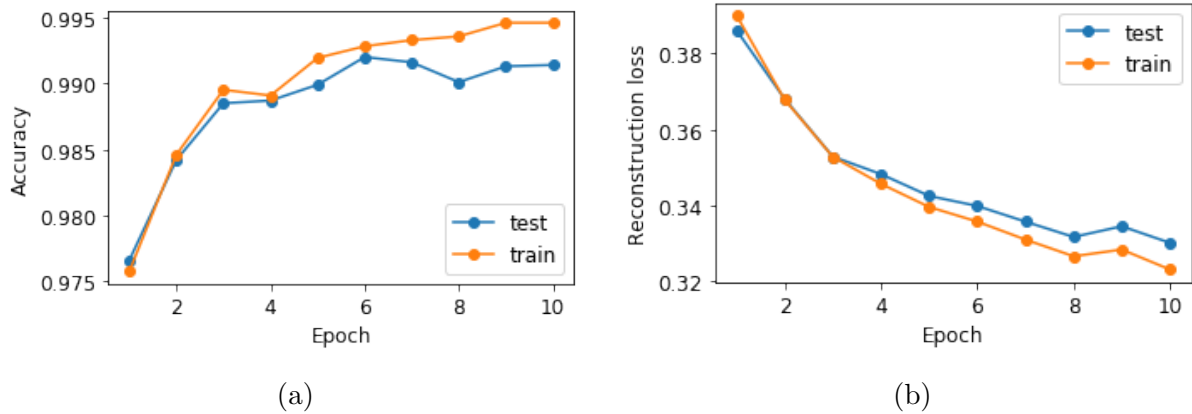 0.995
0.990
0.985
0.980
0.975
Accuracy
2 4 6 8 10
Epoch
test
train
(a)
0.38
0.36
0.34
0.32
Reconstruction loss
2 4 6 8 10
Epoch
test
train
(b)